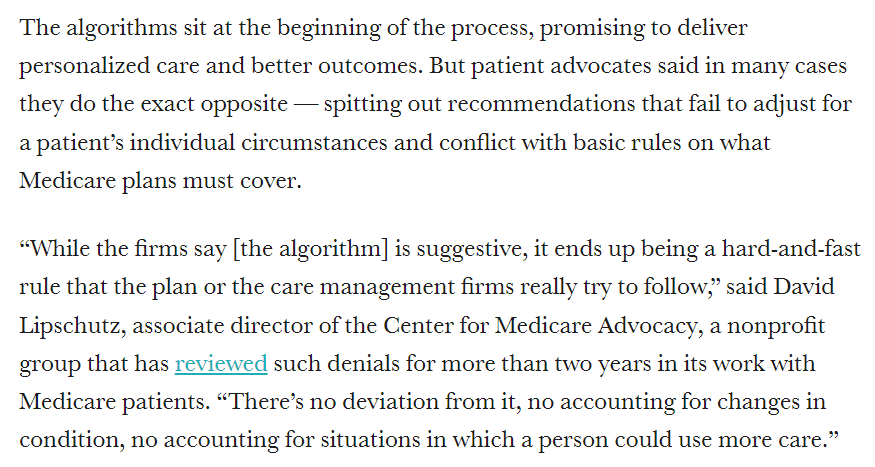 The algorithms sit at the beginning of the process, promising to deliver
personalized care and better outcomes. But patient advocates said in many cases
they do the exact opposite — spitting out recommendations that fail to adjust for
a patient’s individual circumstances and conflict with basic rules on what
Medicare plans must cover.
“While the firms say [the algorithm] is suggestive, it ends up being a hard-and-fast
rule that the plan or the care management firms really try to follow,” said David
Lipschutz, associate director of the Center for Medicare Advocacy, a nonprofit
group that has reviewed such denials for more than two years in its work with
Medicare patients. “There’s no deviation from it, no accounting for changes in
condition, no accounting for situations in which a person could use more care.”